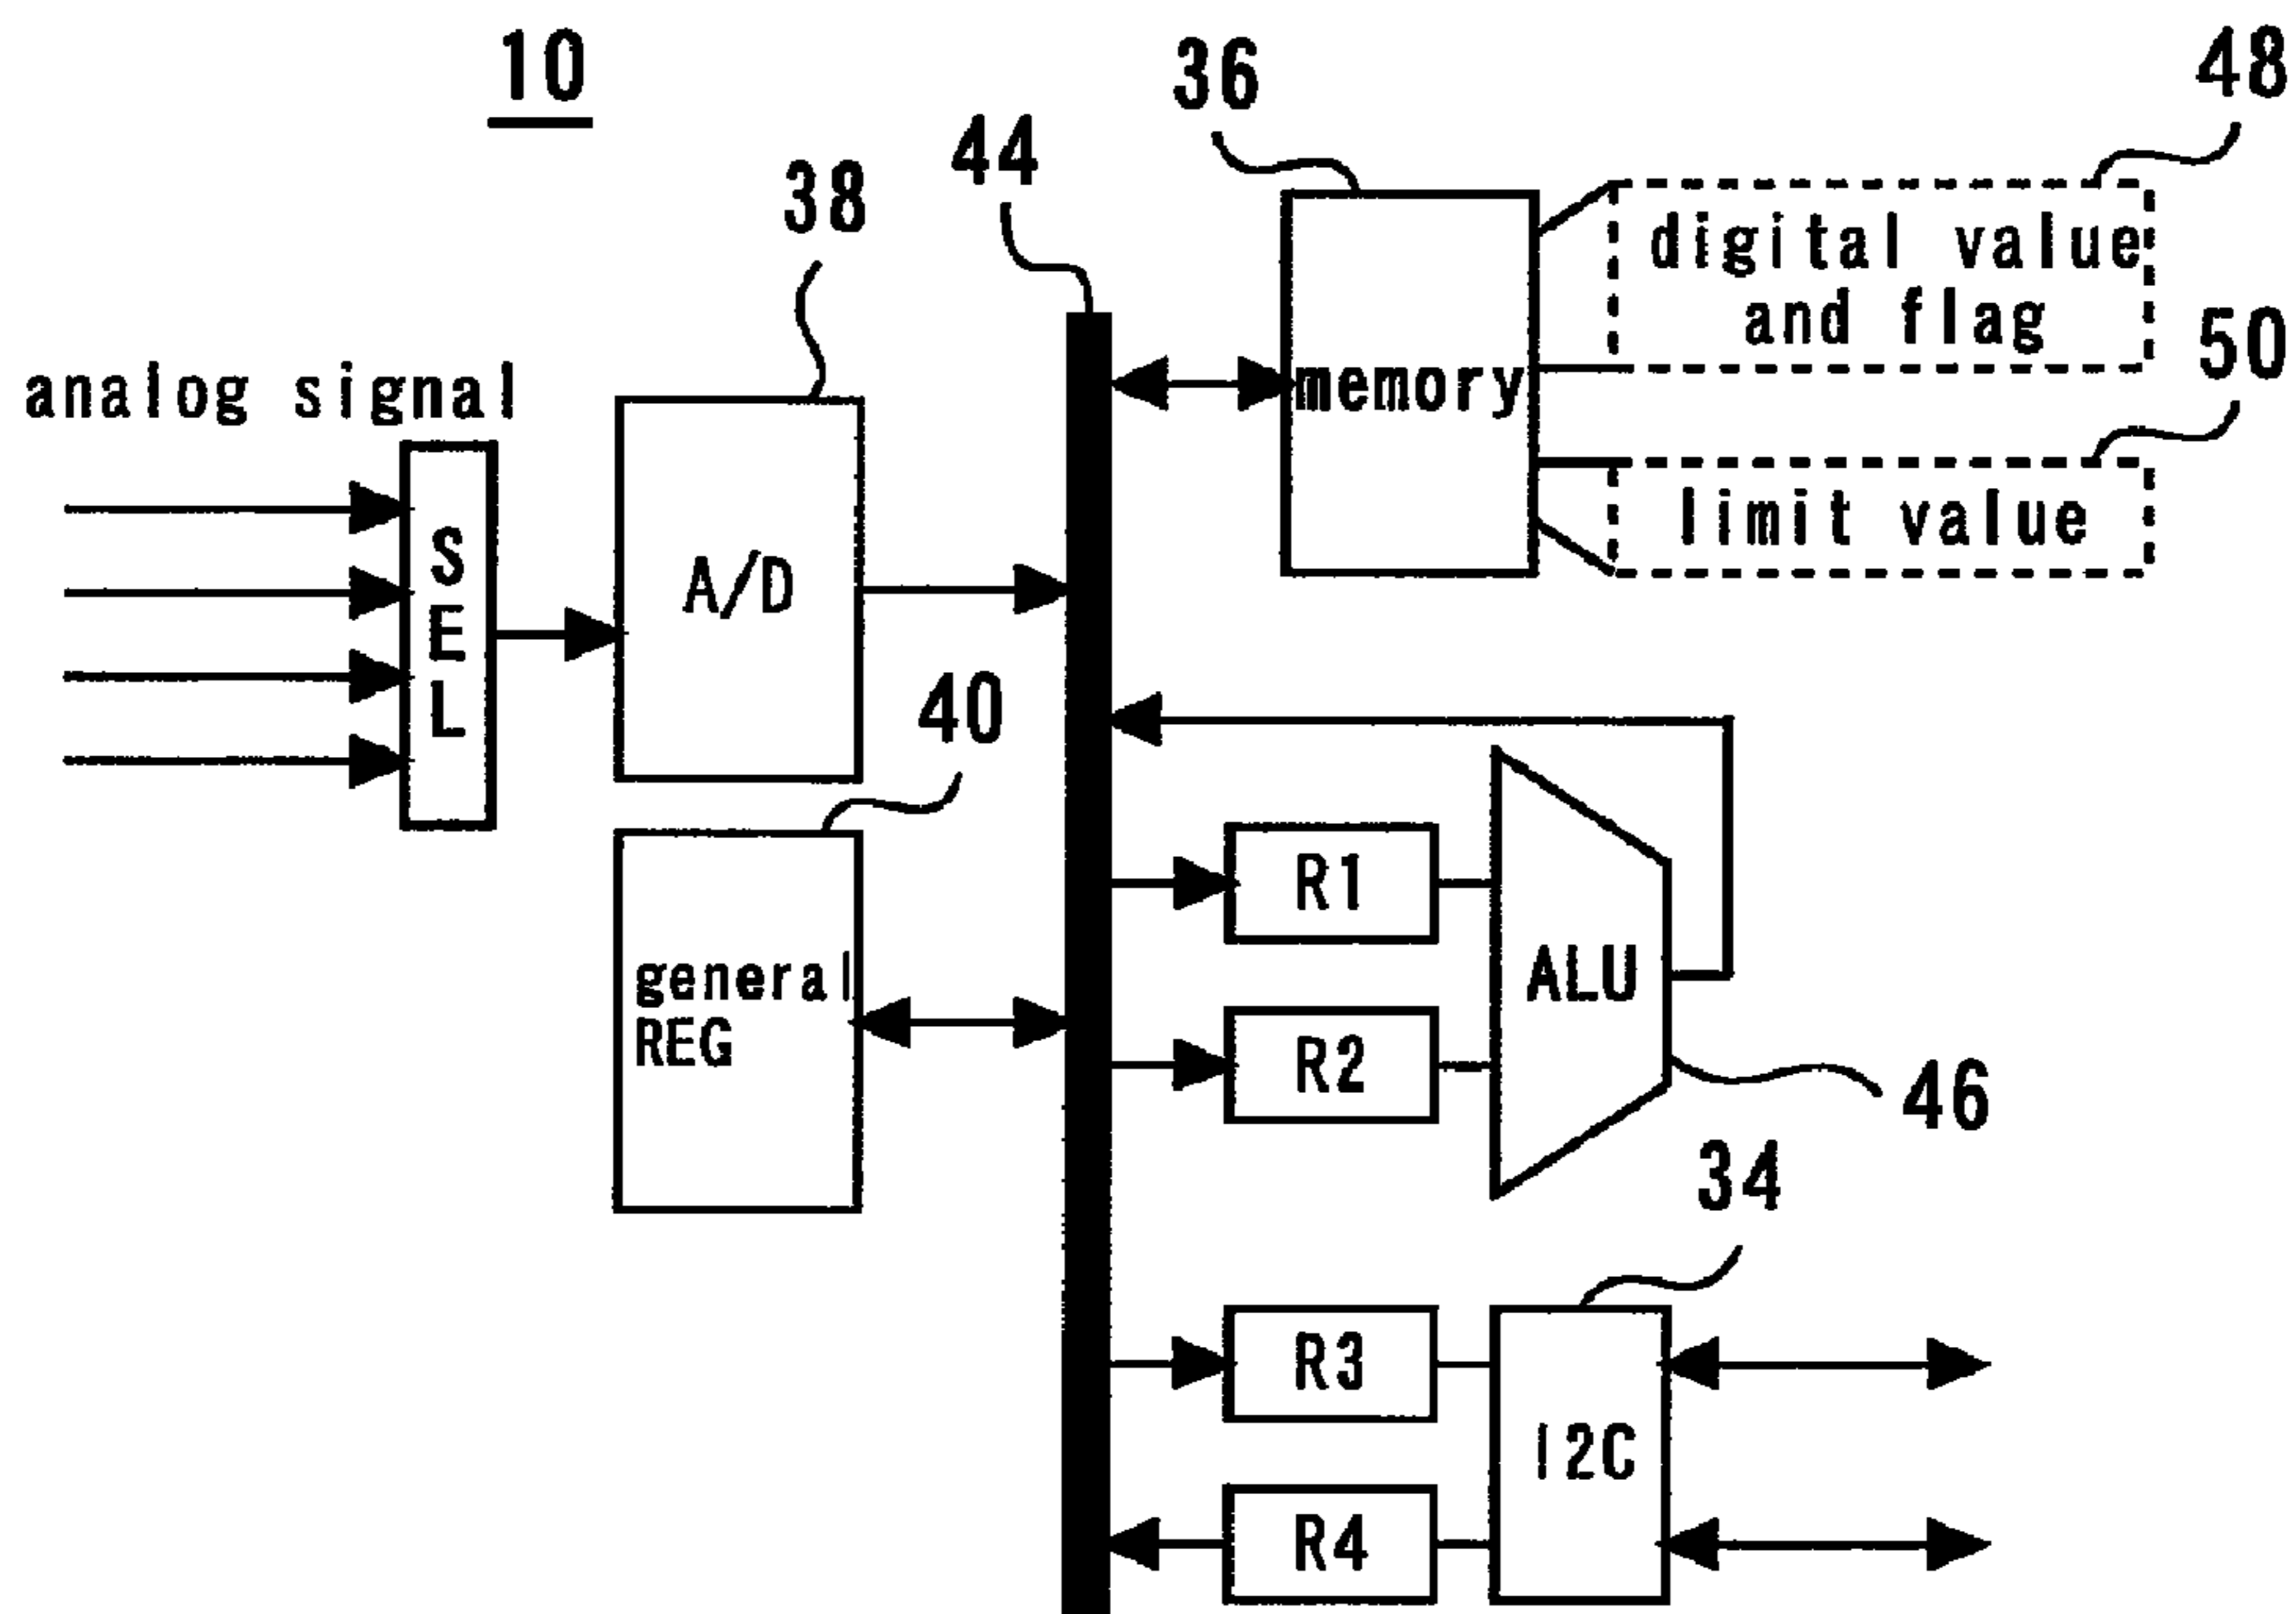 10
36
48
44
38
digital value
and flag
50
analog signal
memory
limit value
SEL
A/D
40
general
REG
R1
ALU
R2
46
34
R3
I2C
R4